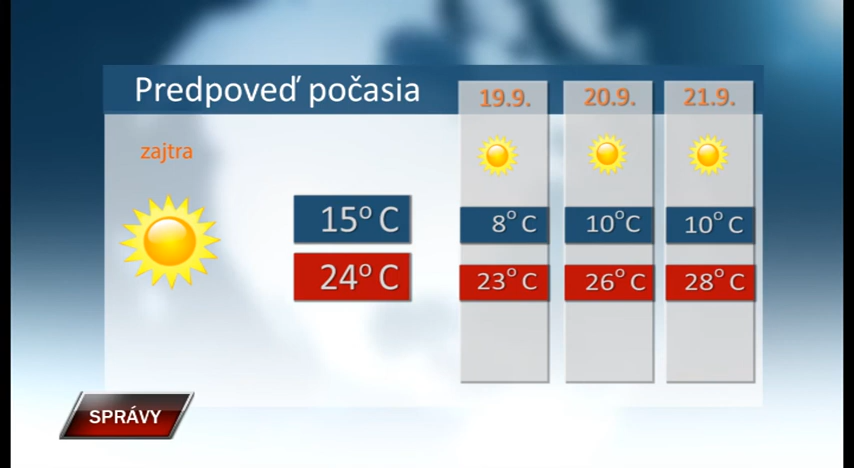 Predpoveď počasia
zajtra
15° C
24° C
19.9.
8° C
23° C
20.9.
10°C
26° C
21.9.
10° C
28° C
SPRÁVY